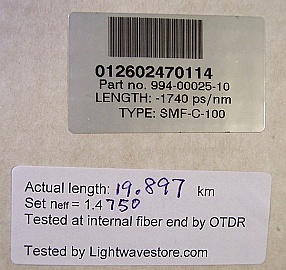 012602470114
Part no. 994-00025-10
LENGTH: -1740 ps/nm
TYPE: SMF-C-100
Actual length: 19.897 km
Set neff = 1.4750
Tested at internal fiber end by OTDR
Tested by Lightwavestore.com